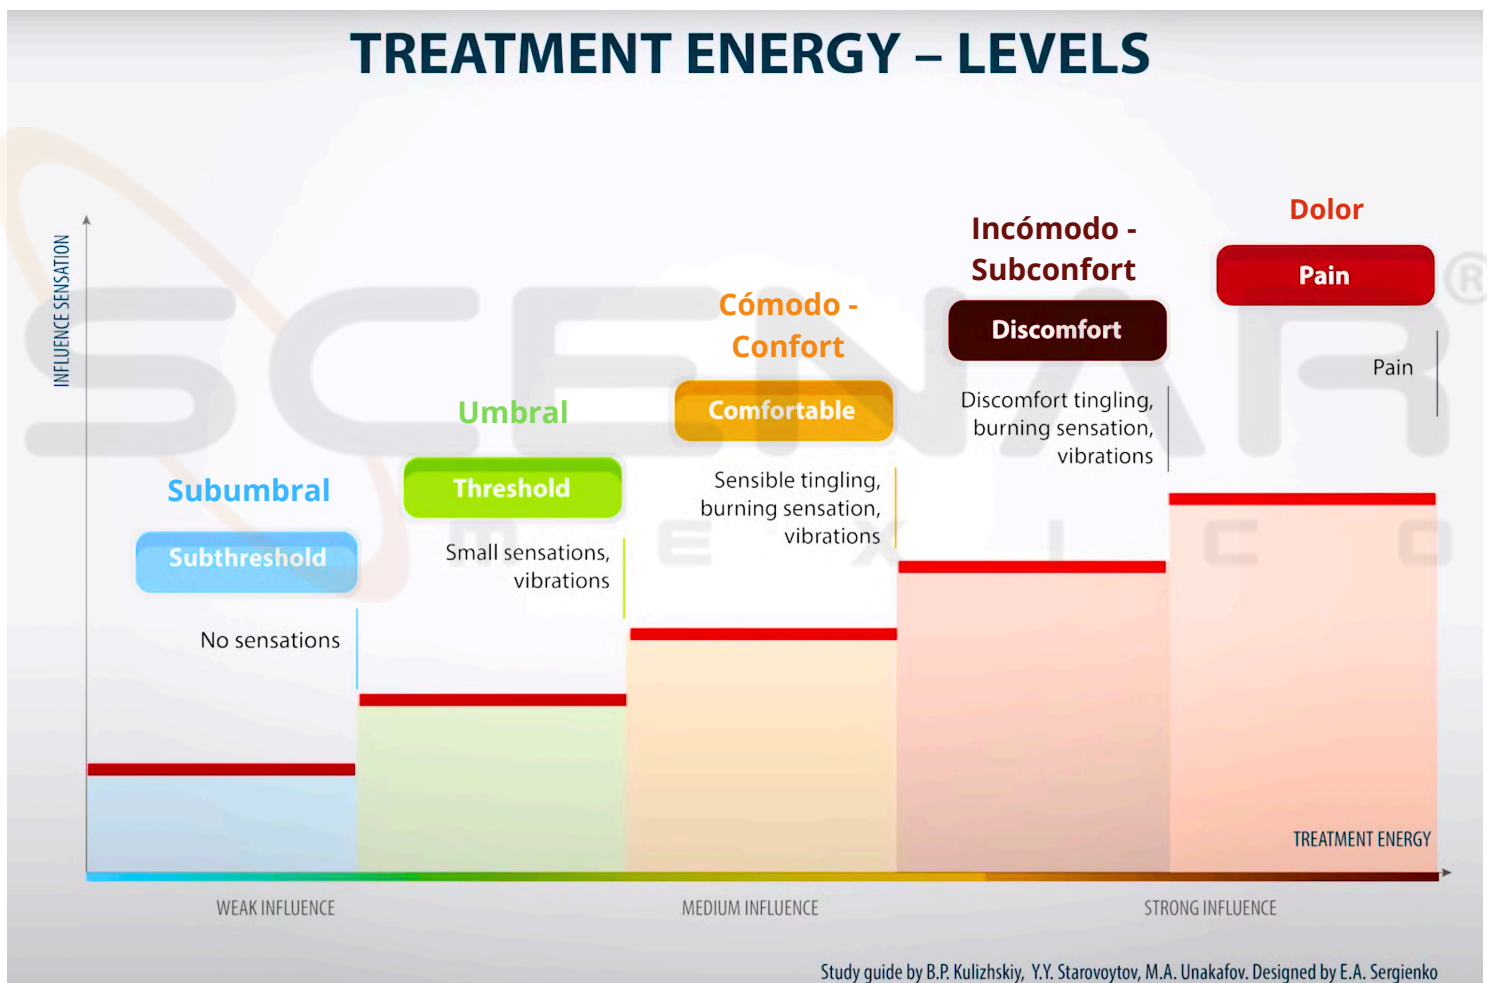 TREATMENT ENERGY – LEVELS
INFLUENCE SENSATION
Subumbral
Subthreshold
No sensations
Umbral
Threshold
Small sensations,
vibrations
Cómodo -
Confort
Comfortable
Sensible tingling,
burning sensation,
vibrations
Incómodo -
Subconfort
Discomfort
Discomfort tingling,
burning sensation,
vibrations
Dolor
Pain
Pain
SCENAR®
MEXICO
TREATMENT ENERGY
WEAK INFLUENCE
MEDIUM INFLUENCE
STRONG INFLUENCE
Study guide by B.P. Kulizhskiy, Y.Y. Starovoytov, M.A. Unakafov. Designed by E.A. Sergienko